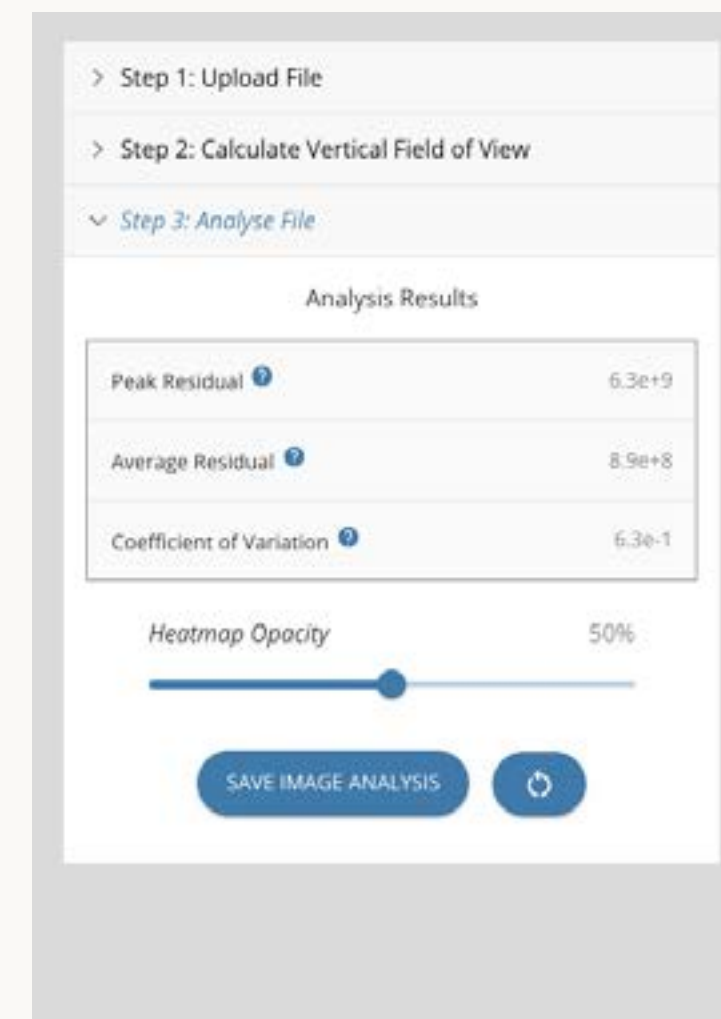 Step 1: Upload File
Step 2: Calculate Vertical Field of View
Step 3: Analyse File
Analysis Results
Peak Residual ? 6.3e+9
Average Residual ? 8.9e+8
Coefficient of Variation ? 6.3e-1
Heatmap Opacity 50%
SAVE IMAGE ANALYSIS